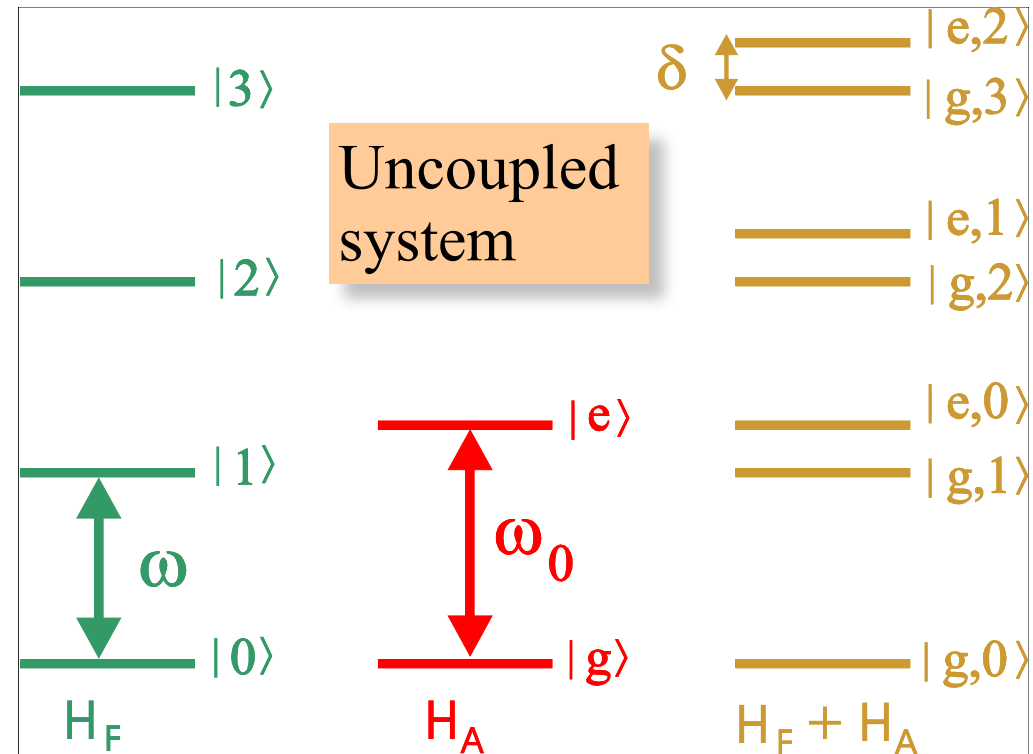 |e,2⟩
δ
|3⟩
|g,3⟩
Uncoupled
system
|e,1⟩
|2⟩
|g,2⟩
|e⟩
|e,0⟩
|1⟩
|g,1⟩
ω
ω₀
|0⟩
|g⟩
|g,0⟩
H_F
H_A
H_F + H_A